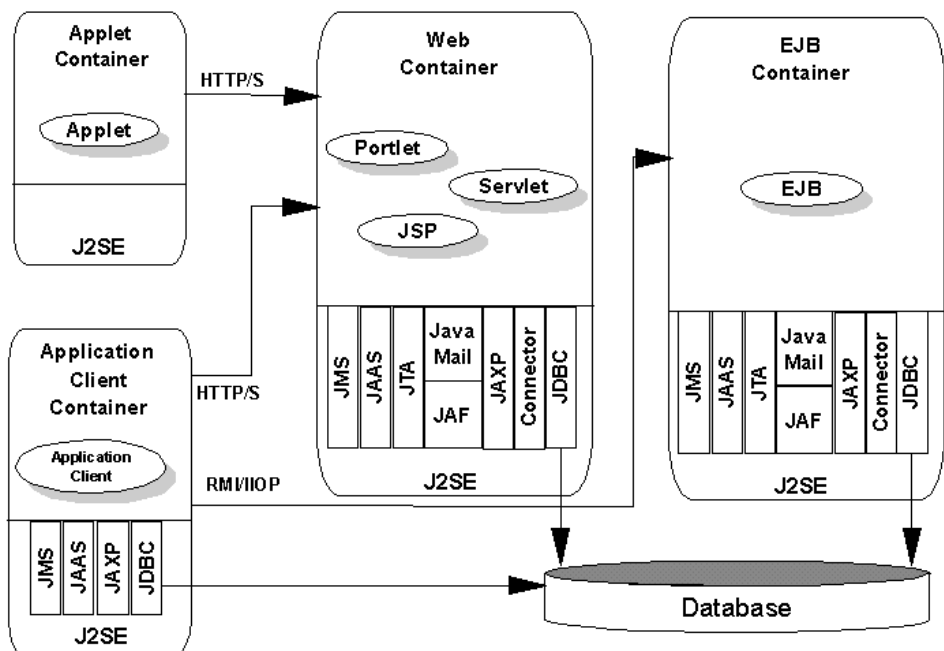 Applet
Container
Applet
J2SE
HTTP/S
Web
Container
Portlet
Servlet
JSP
JMS
JAAS
JTA
Java
Mail
JAF
JAXP
Connector
JDBC
J2SE
EJB
Container
EJB
JMS
JAAS
JTA
Java
Mail
JAF
JAXP
Connector
JDBC
J2SE
Application
Client
Container
Application
Client
HTTP/S
RMI/IIOP
JMS
JAAS
JAXP
JDBC
J2SE
Database